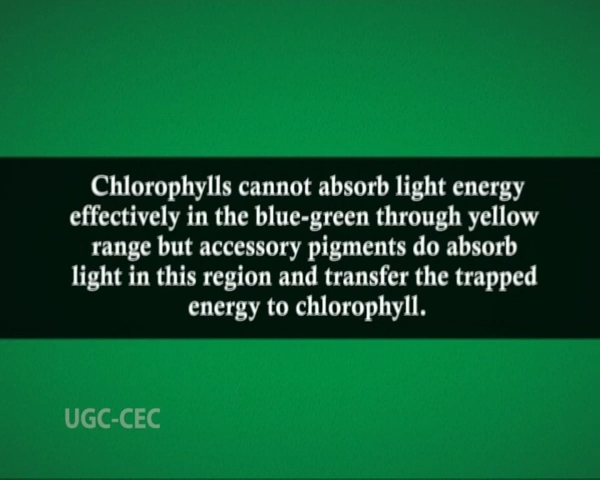 Chlorophylls cannot absorb light energy
effectively in the blue-green through yellow
range but accessory pigments do absorb
light in this region and transfer the trapped
energy to chlorophyll.
UGC-CEC